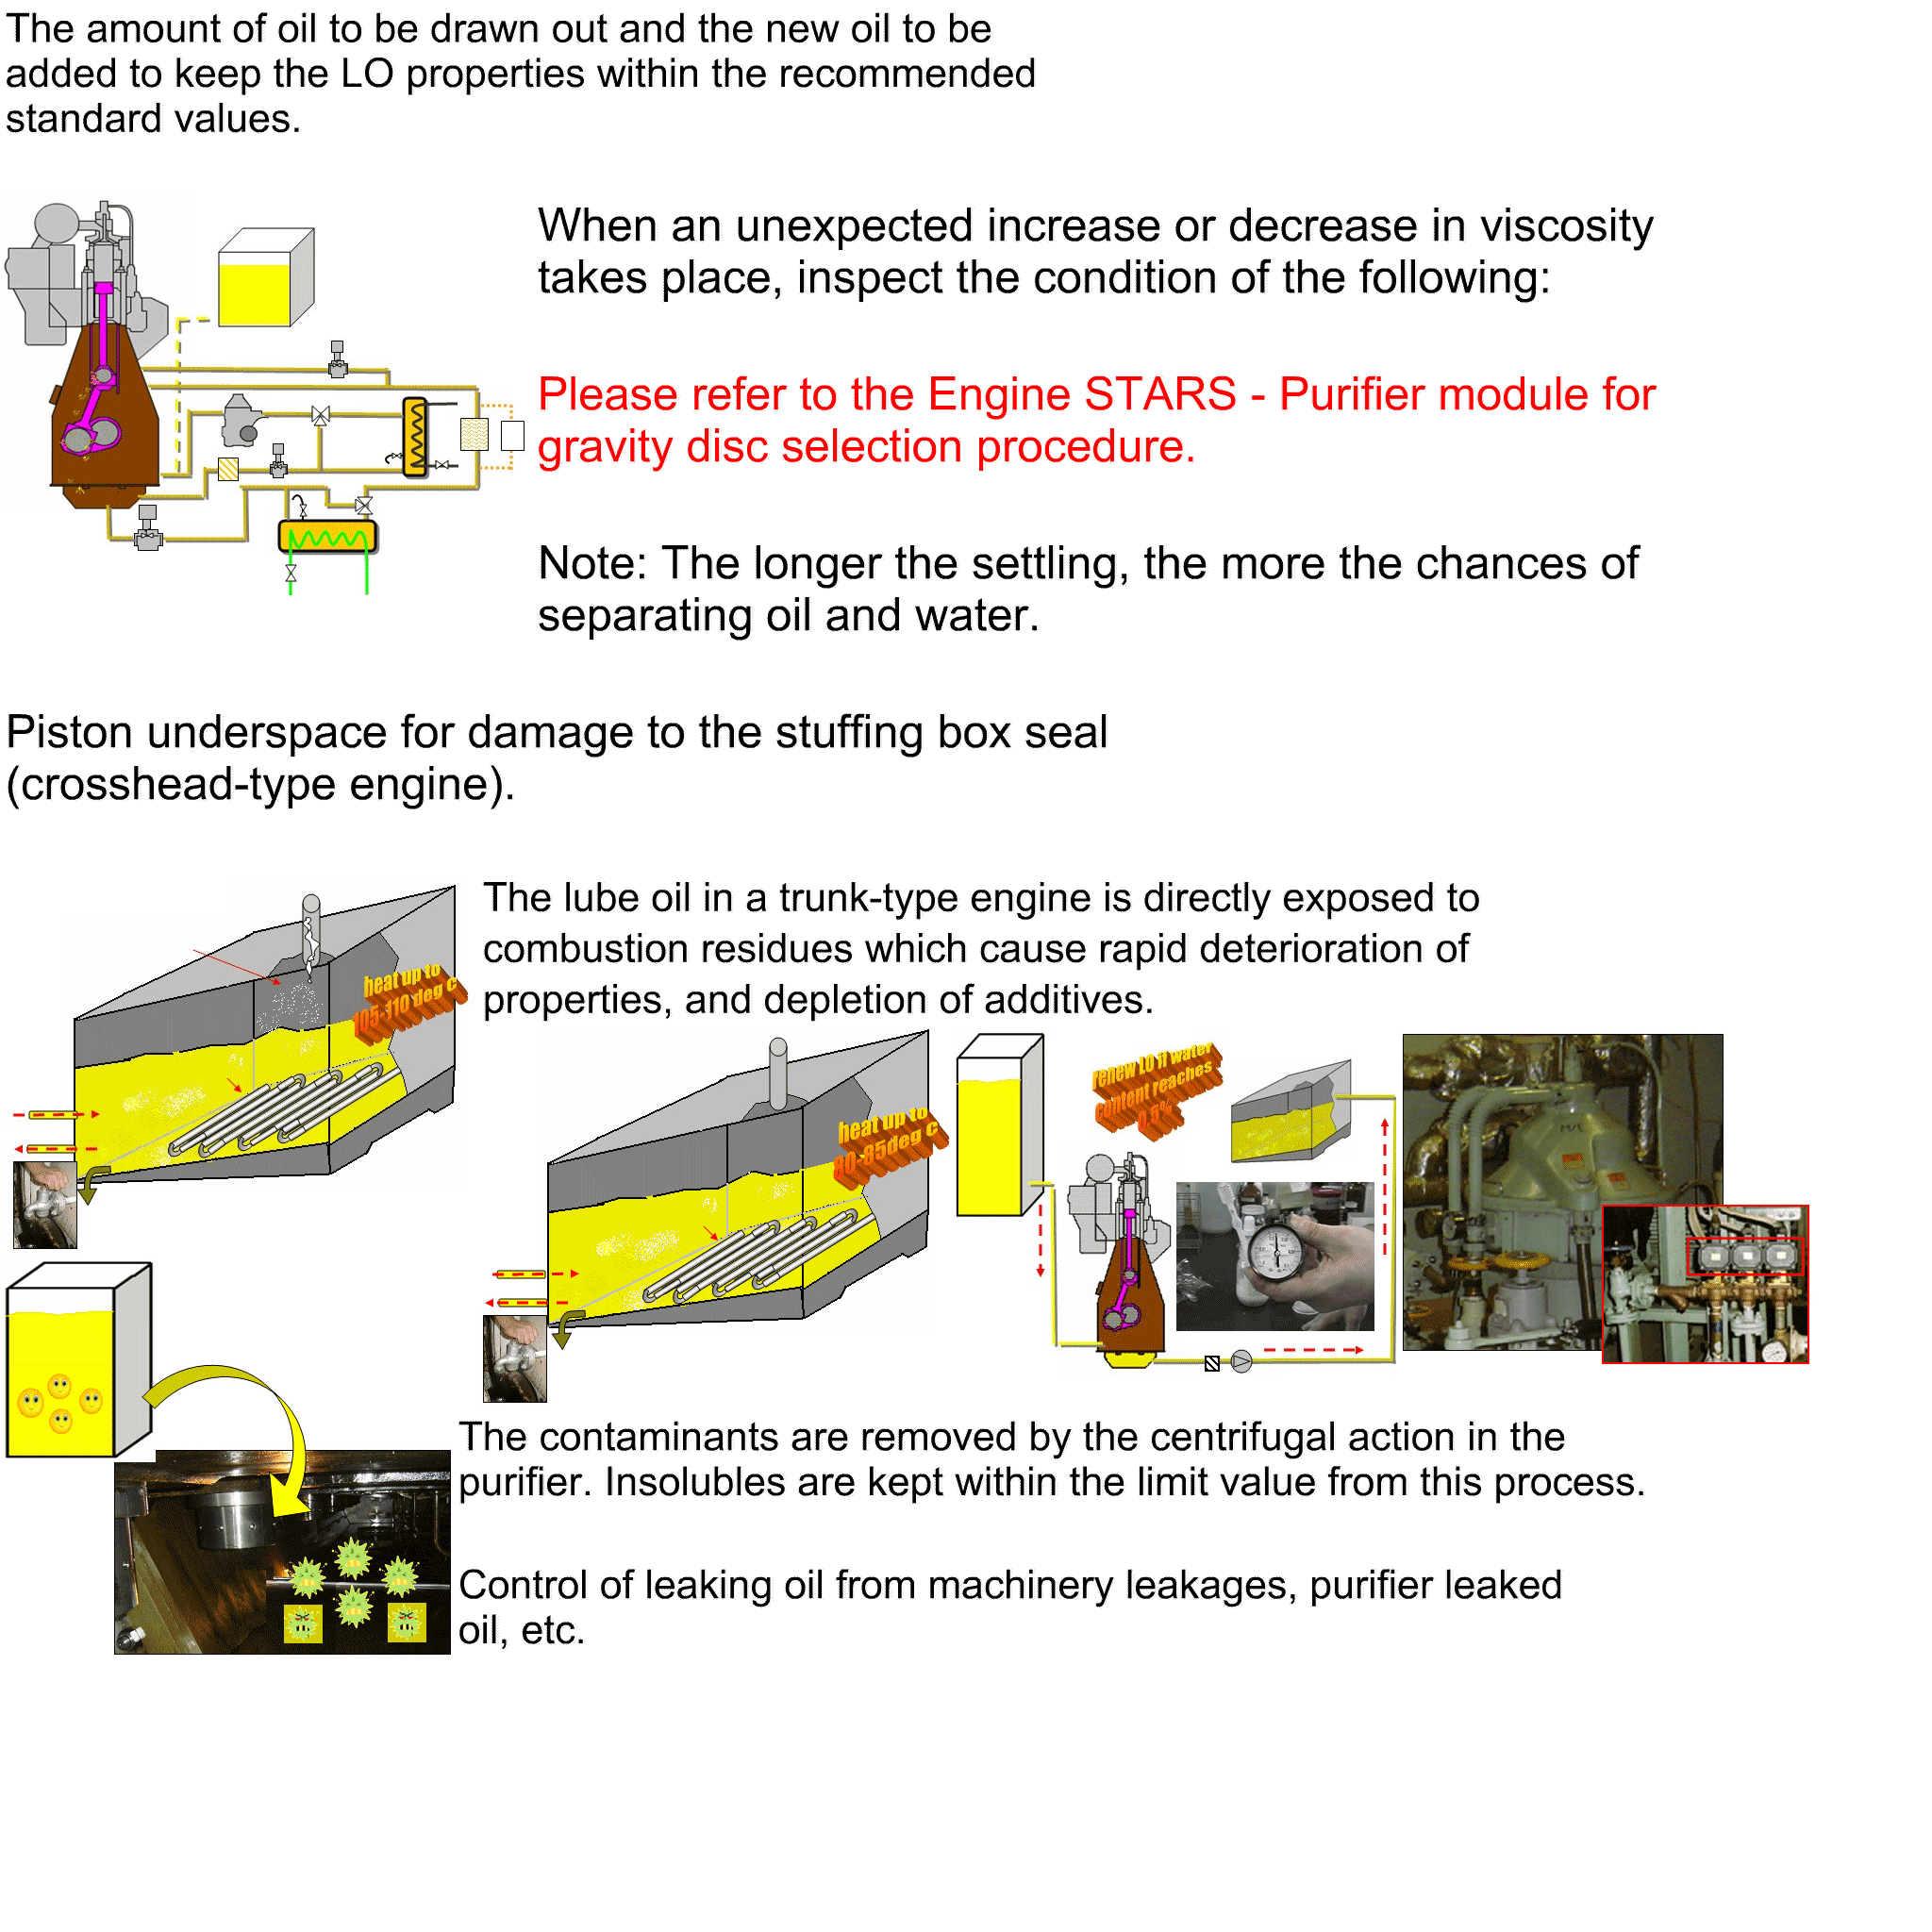 The amount of oil to be drawn out and the new oil to be
added to keep the LO properties within the recommended
standard values.
When an unexpected increase or decrease in viscosity
takes place, inspect the condition of the following:
Please refer to the Engine STARS - Purifier module for
gravity disc selection procedure.
Note: The longer the settling, the more the chances of
separating oil and water.
Piston underspace for damage to the stuffing box seal
(crosshead-type engine).
The lube oil in a trunk-type engine is directly exposed to
combustion residues which cause rapid deterioration of
properties, and depletion of additives.
heat up to
105-110 deg c
heat up to
80-85deg c
renew LO if water
content reaches
0.5%
The contaminants are removed by the centrifugal action in the
purifier. Insolubles are kept within the limit value from this process.
Control of leaking oil from machinery leakages, purifier leaked
oil, etc.